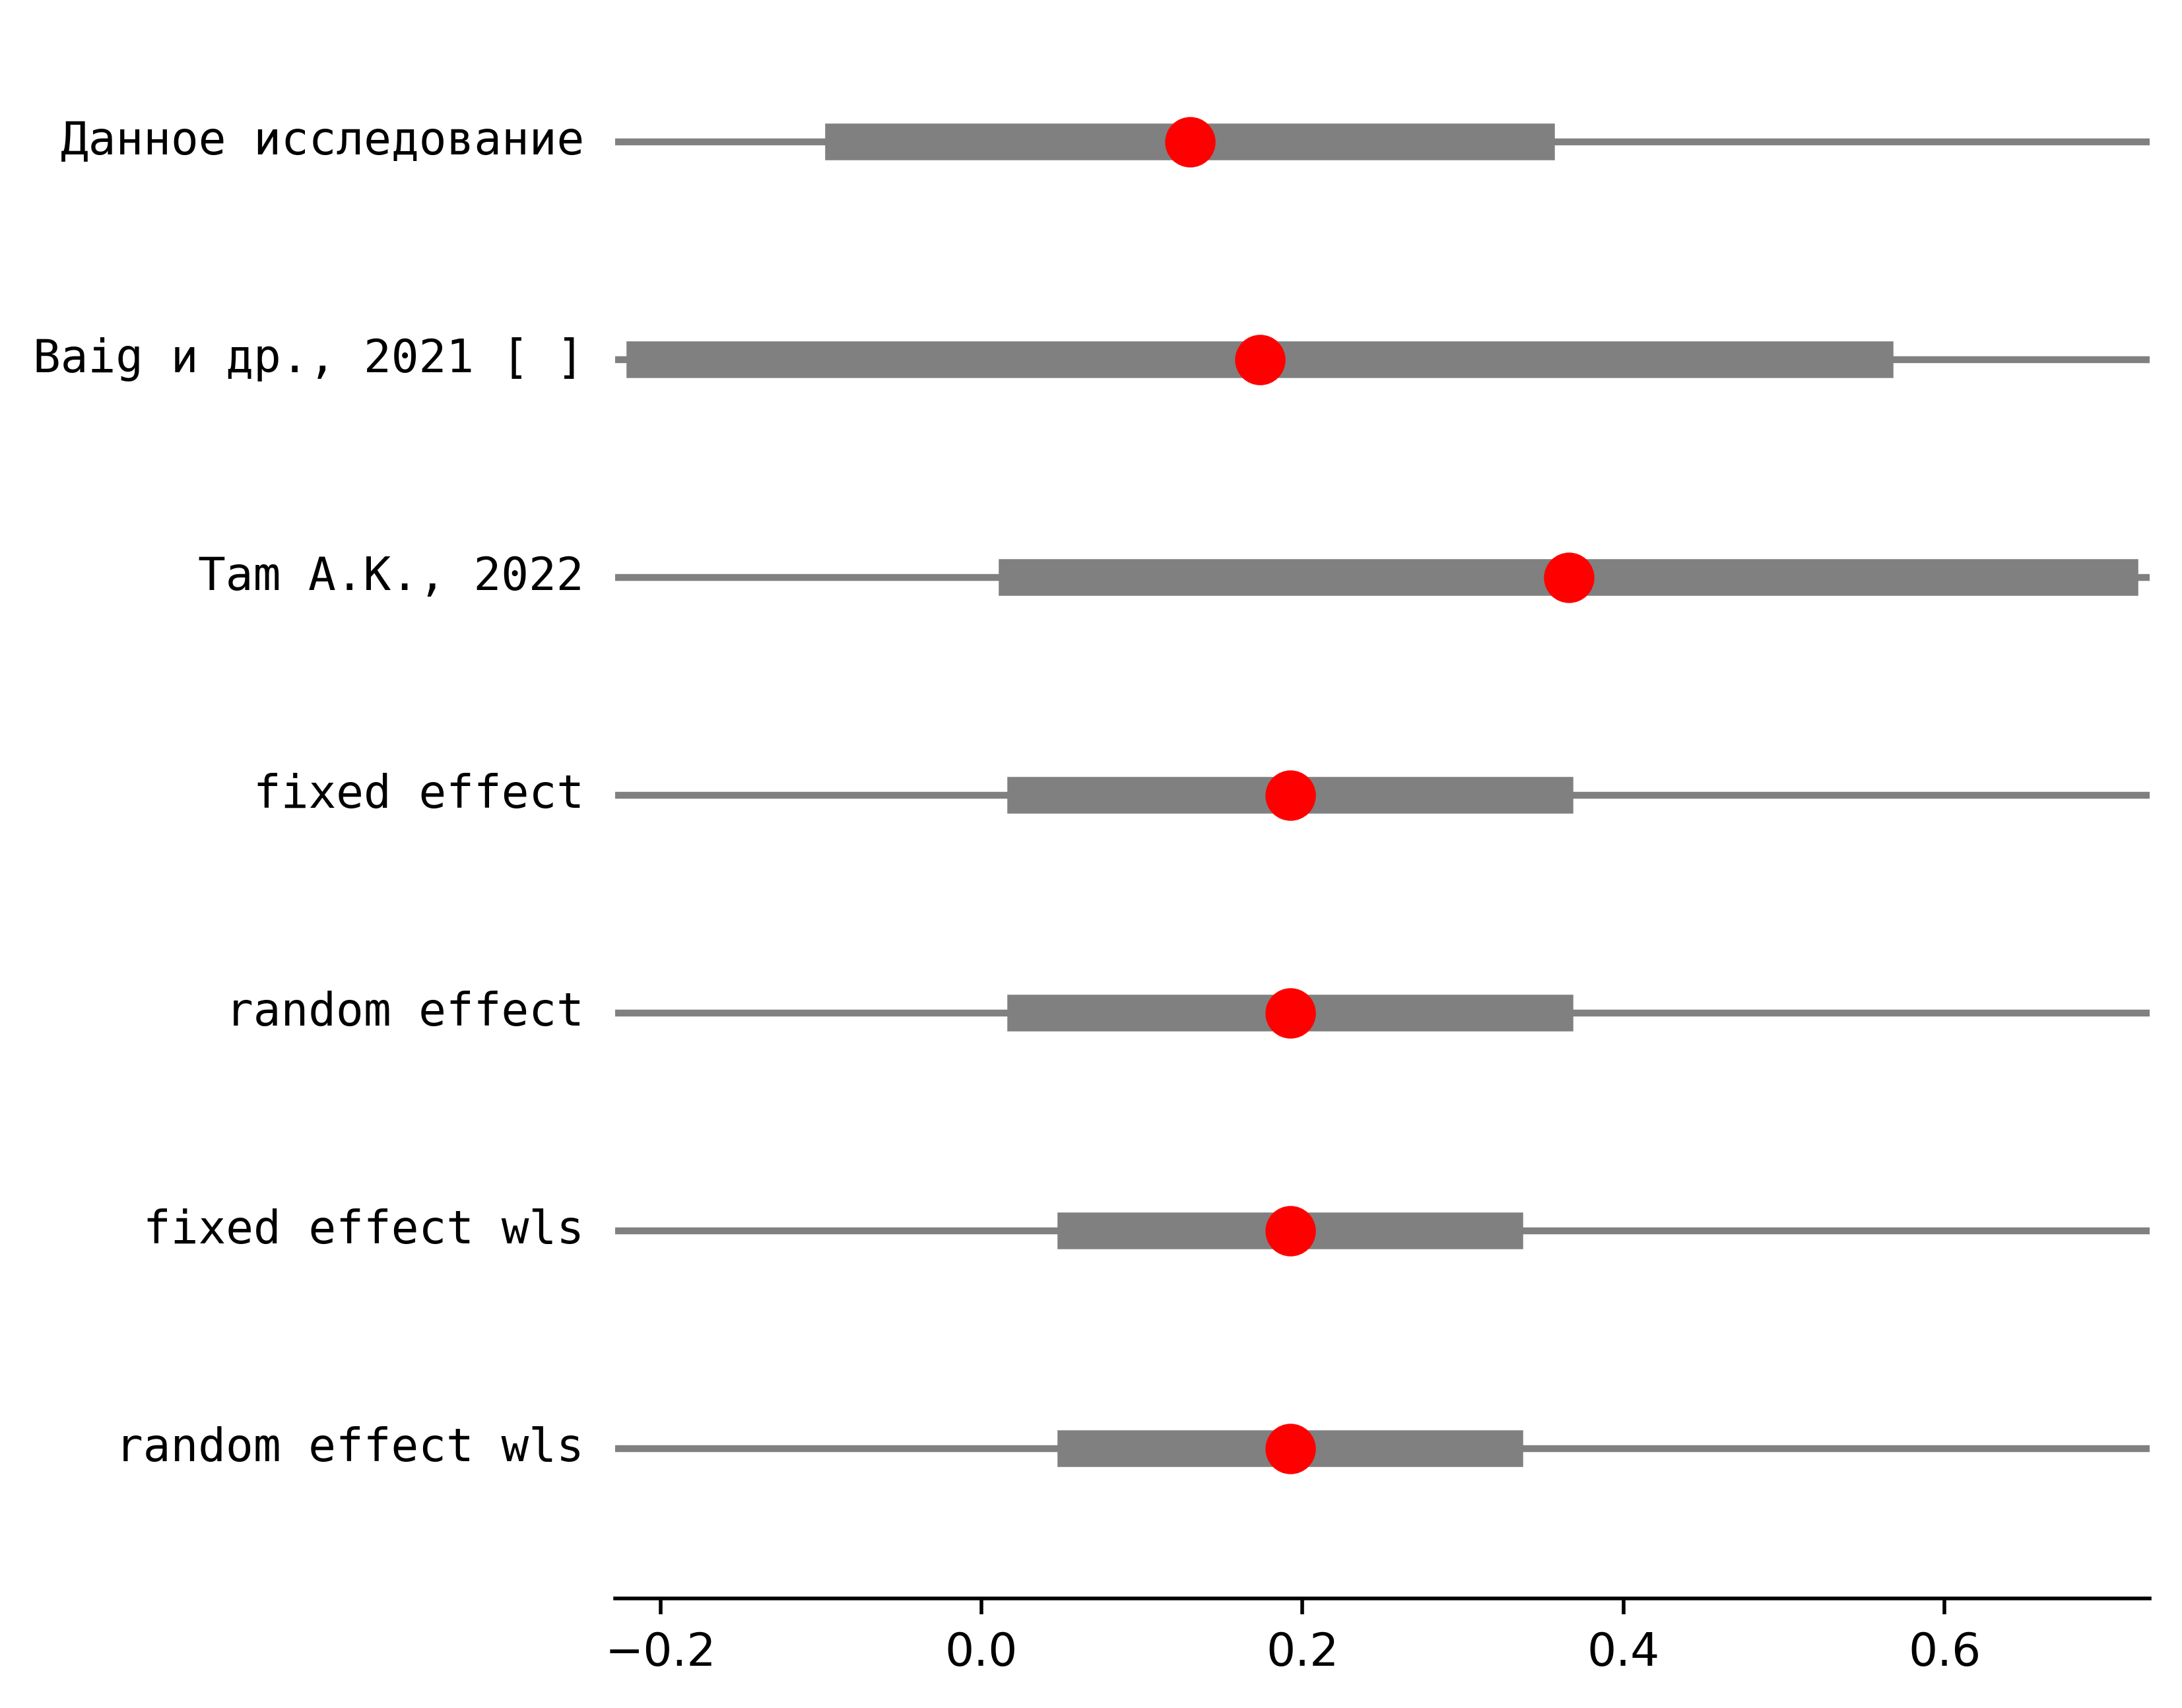 Данное исследование
Baig и др., 2021 [ ]
Tam A.K., 2022
fixed effect
random effect
fixed effect wls
random effect wls
−0.2 0.0 0.2 0.4 0.6